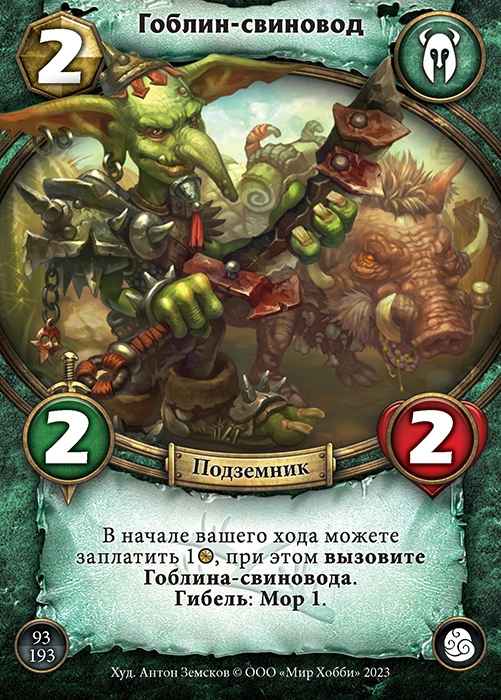 Гоблин-свиновод
2
2
2
Подземник
В начале вашего хода можете
заплатить 1, при этом вызовите
Гоблина-свиновода.
Гибель: Мор 1.
93
193
Худ. Антон Земсков © ООО «Мир Хобби» 2023